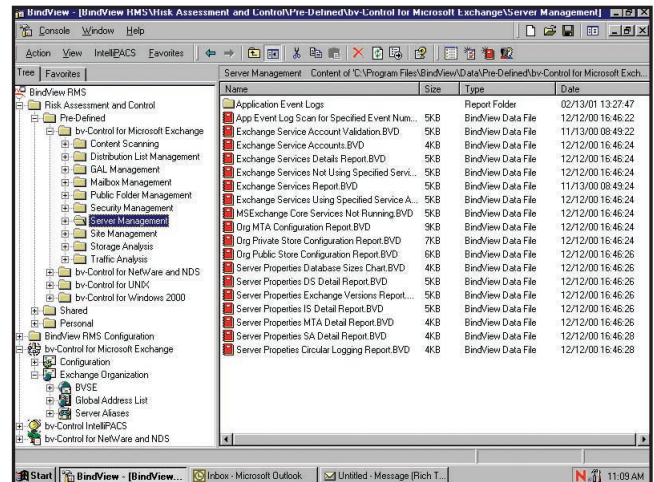 BindView - [BindView RMS\Risk Assessment and Control\Pre-Defined\bv-Control for Microsoft Exchange\Server Management]
Console Window Help
Action View IntelliPACS Favorites
Tree Favorites
Server Management Content of 'C:\Program Files\BindView\Data\Pre-Defined\bv-Control for Microsoft Exch...
BindView RMS
Risk Assessment and Control
Pre-Defined
bv-Control for Microsoft Exchange
Content Scanning
Distribution List Management
GAL Management
Mailbox Management
Public Folder Management
Security Management
Server Management
Site Management
Storage Analysis
Traffic Analysis
bv-Control for NetWare and NDS
bv-Control for UNIX
bv-Control for Windows 2000
Shared
Personal
BindView RMS Configuration
bv-Control for Microsoft Exchange
Configuration
Exchange Organization
BVSE
Global Address List
Server Aliases
bv-Control IntelliPACS
bv-Control for NetWare and NDS
Name Size Type Date
Application Event Logs Report Folder 02/13/01 13:27:47
App Event Log Scan for Specified Event Num... 5KB BindView Data File 12/12/00 16:46:22
Exchange Service Account Validation.BVD 5KB BindView Data File 11/13/00 08:49:22
Exchange Service Accounts.BVD 4KB BindView Data File 12/12/00 16:46:24
Exchange Services Details Report.BVD 5KB BindView Data File 12/12/00 16:46:24
Exchange Services Not Using Specified Servi... 5KB BindView Data File 12/12/00 16:46:24
Exchange Services Report.BVD 5KB BindView Data File 11/13/00 08:49:24
Exchange Services Using Specified Service A... 5KB BindView Data File 12/12/00 16:46:24
MSExchange Core Services Not Running.BVD 5KB BindView Data File 12/12/00 16:46:24
Org MTA Configuration Report.BVD 9KB BindView Data File 12/12/00 16:46:24
Org Private Store Configuration Report.BVD 7KB BindView Data File 12/12/00 16:46:24
Org Public Store Configuration Report.BVD 6KB BindView Data File 12/12/00 16:46:26
Server Properties Database Sizes Chart.BVD 4KB BindView Data File 12/12/00 16:46:26
Server Properties DS Detail Report.BVD 5KB BindView Data File 12/12/00 16:46:26
Server Properties Exchange Versions Report.... 5KB BindView Data File 12/12/00 16:46:26
Server Properties IS Detail Report.BVD 5KB BindView Data File 12/12/00 16:46:26
Server Properties MTA Detail Report.BVD 4KB BindView Data File 12/12/00 16:46:26
Server Properties SA Detail Report.BVD 4KB BindView Data File 12/12/00 16:46:28
Server Propeties Circular Logging Report.BVD 4KB BindView Data File 12/12/00 16:46:28
Start BindView - [BindView... Inbox - Microsoft Outlook Untitled - Message (Rich T... 11:09 AM